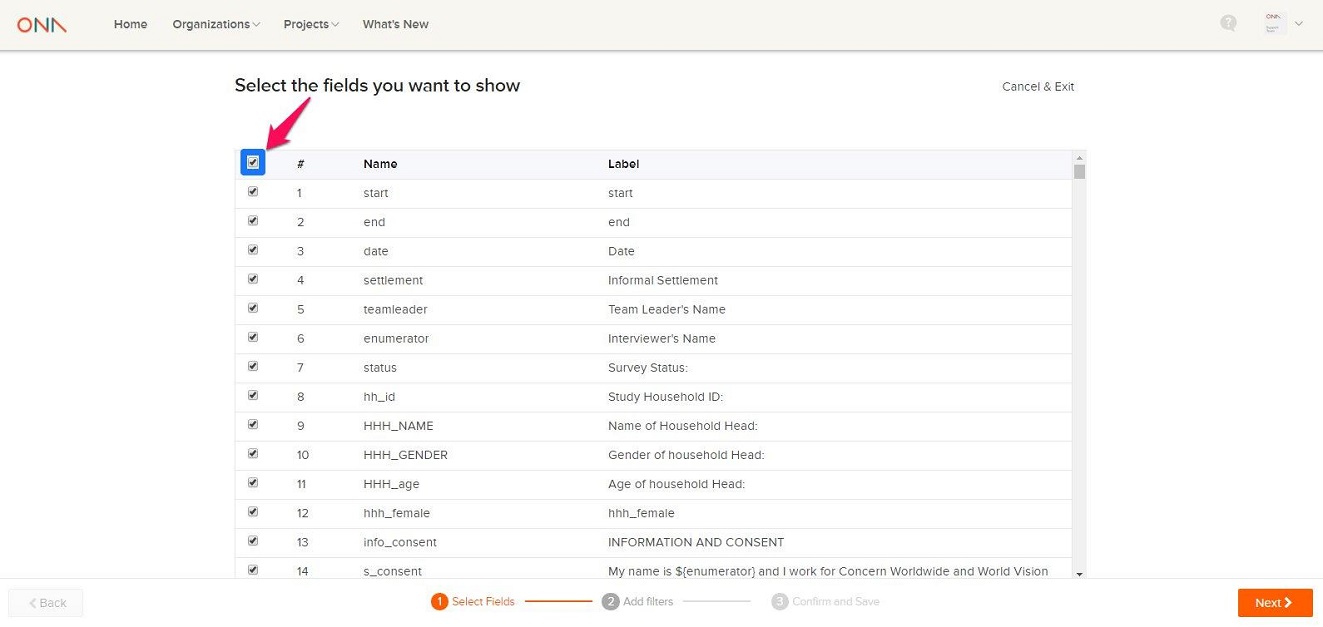 ONA Home Organizations Projects What's New
Select the fields you want to show Cancel & Exit
# Name Label
1 start start
2 end end
3 date Date
4 settlement Informal Settlement
5 teamleader Team Leader's Name
6 enumerator Interviewer's Name
7 status Survey Status:
8 hh_id Study Household ID:
9 HHH_NAME Name of Household Head:
10 HHH_GENDER Gender of household Head:
11 HHH_age Age of household Head:
12 hhh_female hhh_female
13 info_consent INFORMATION AND CONSENT
14 s_consent My name is ${enumerator} and I work for Concern Worldwide and World Vision
Back 1 Select Fields 2 Add filters 3 Confirm and Save Next